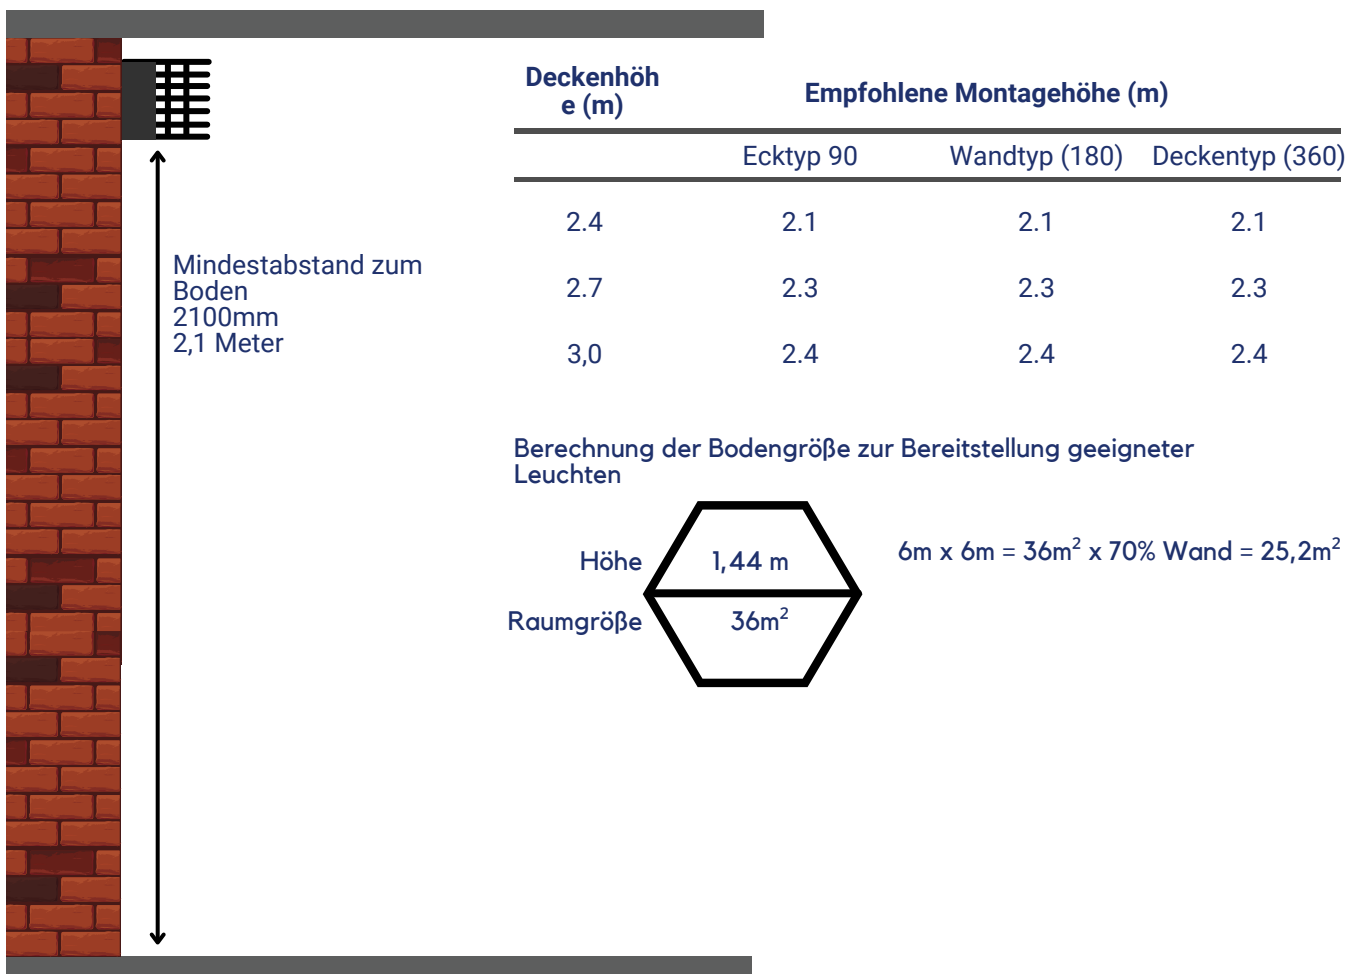 Deckenhöh
e (m)
Empfohlene Montagehöhe (m)
Ecktyp 90 Wandtyp (180) Deckentyp (360)
2.4 2.1 2.1 2.1
2.7 2.3 2.3 2.3
3,0 2.4 2.4 2.4
Mindestabstand zum
Boden
2100mm
2,1 Meter
Berechnung der Bodengröße zur Bereitstellung geeigneter
Leuchten
Höhe 1,44 m
Raumgröße 36m²
6m x 6m = 36m² x 70% Wand = 25,2m²